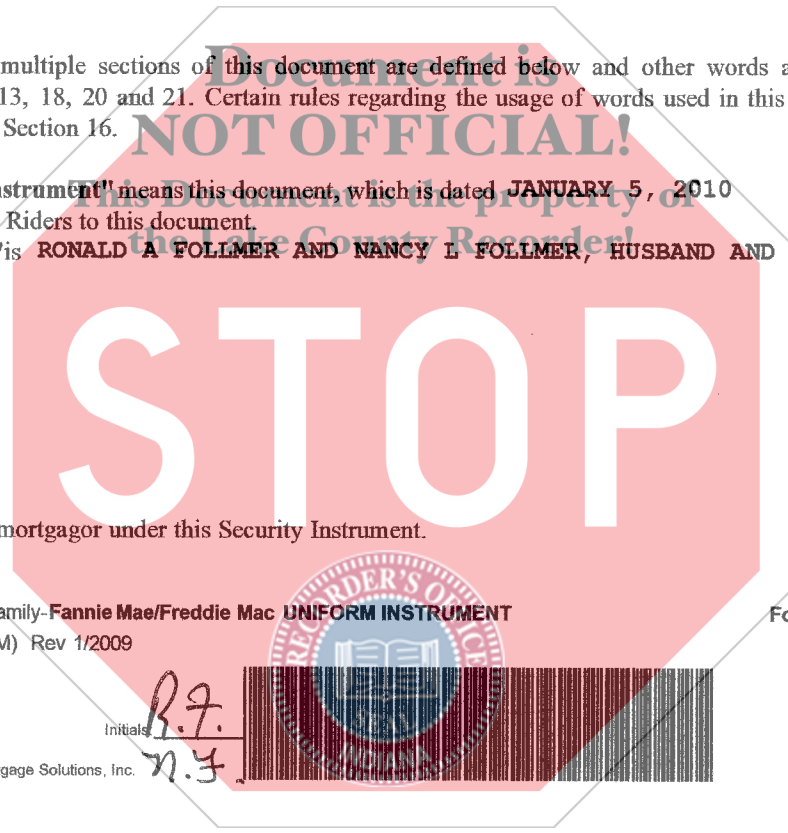 Document is
multiple sections of this document are defined below and other words a
13, 18, 20 and 21. Certain rules regarding the usage of words used in this
Section 16.
NOT OFFICIAL!
strument" means this document, which is dated JANUARY 5, 2010
This Document is the property of
Riders to this document.
the Lake County Recorder!
is RONALD A FOLLMER AND NANCY L FOLLMER, HUSBAND AND
STOP
mortgagor under this Security Instrument.
amily-Fannie Mae/Freddie Mac UNIFORM INSTRUMENT Fo
M) Rev 1/2009
RECORDER'S OFFICE
SEAL
INDIANA
Initials: R.F.
gage Solutions, Inc. N.F